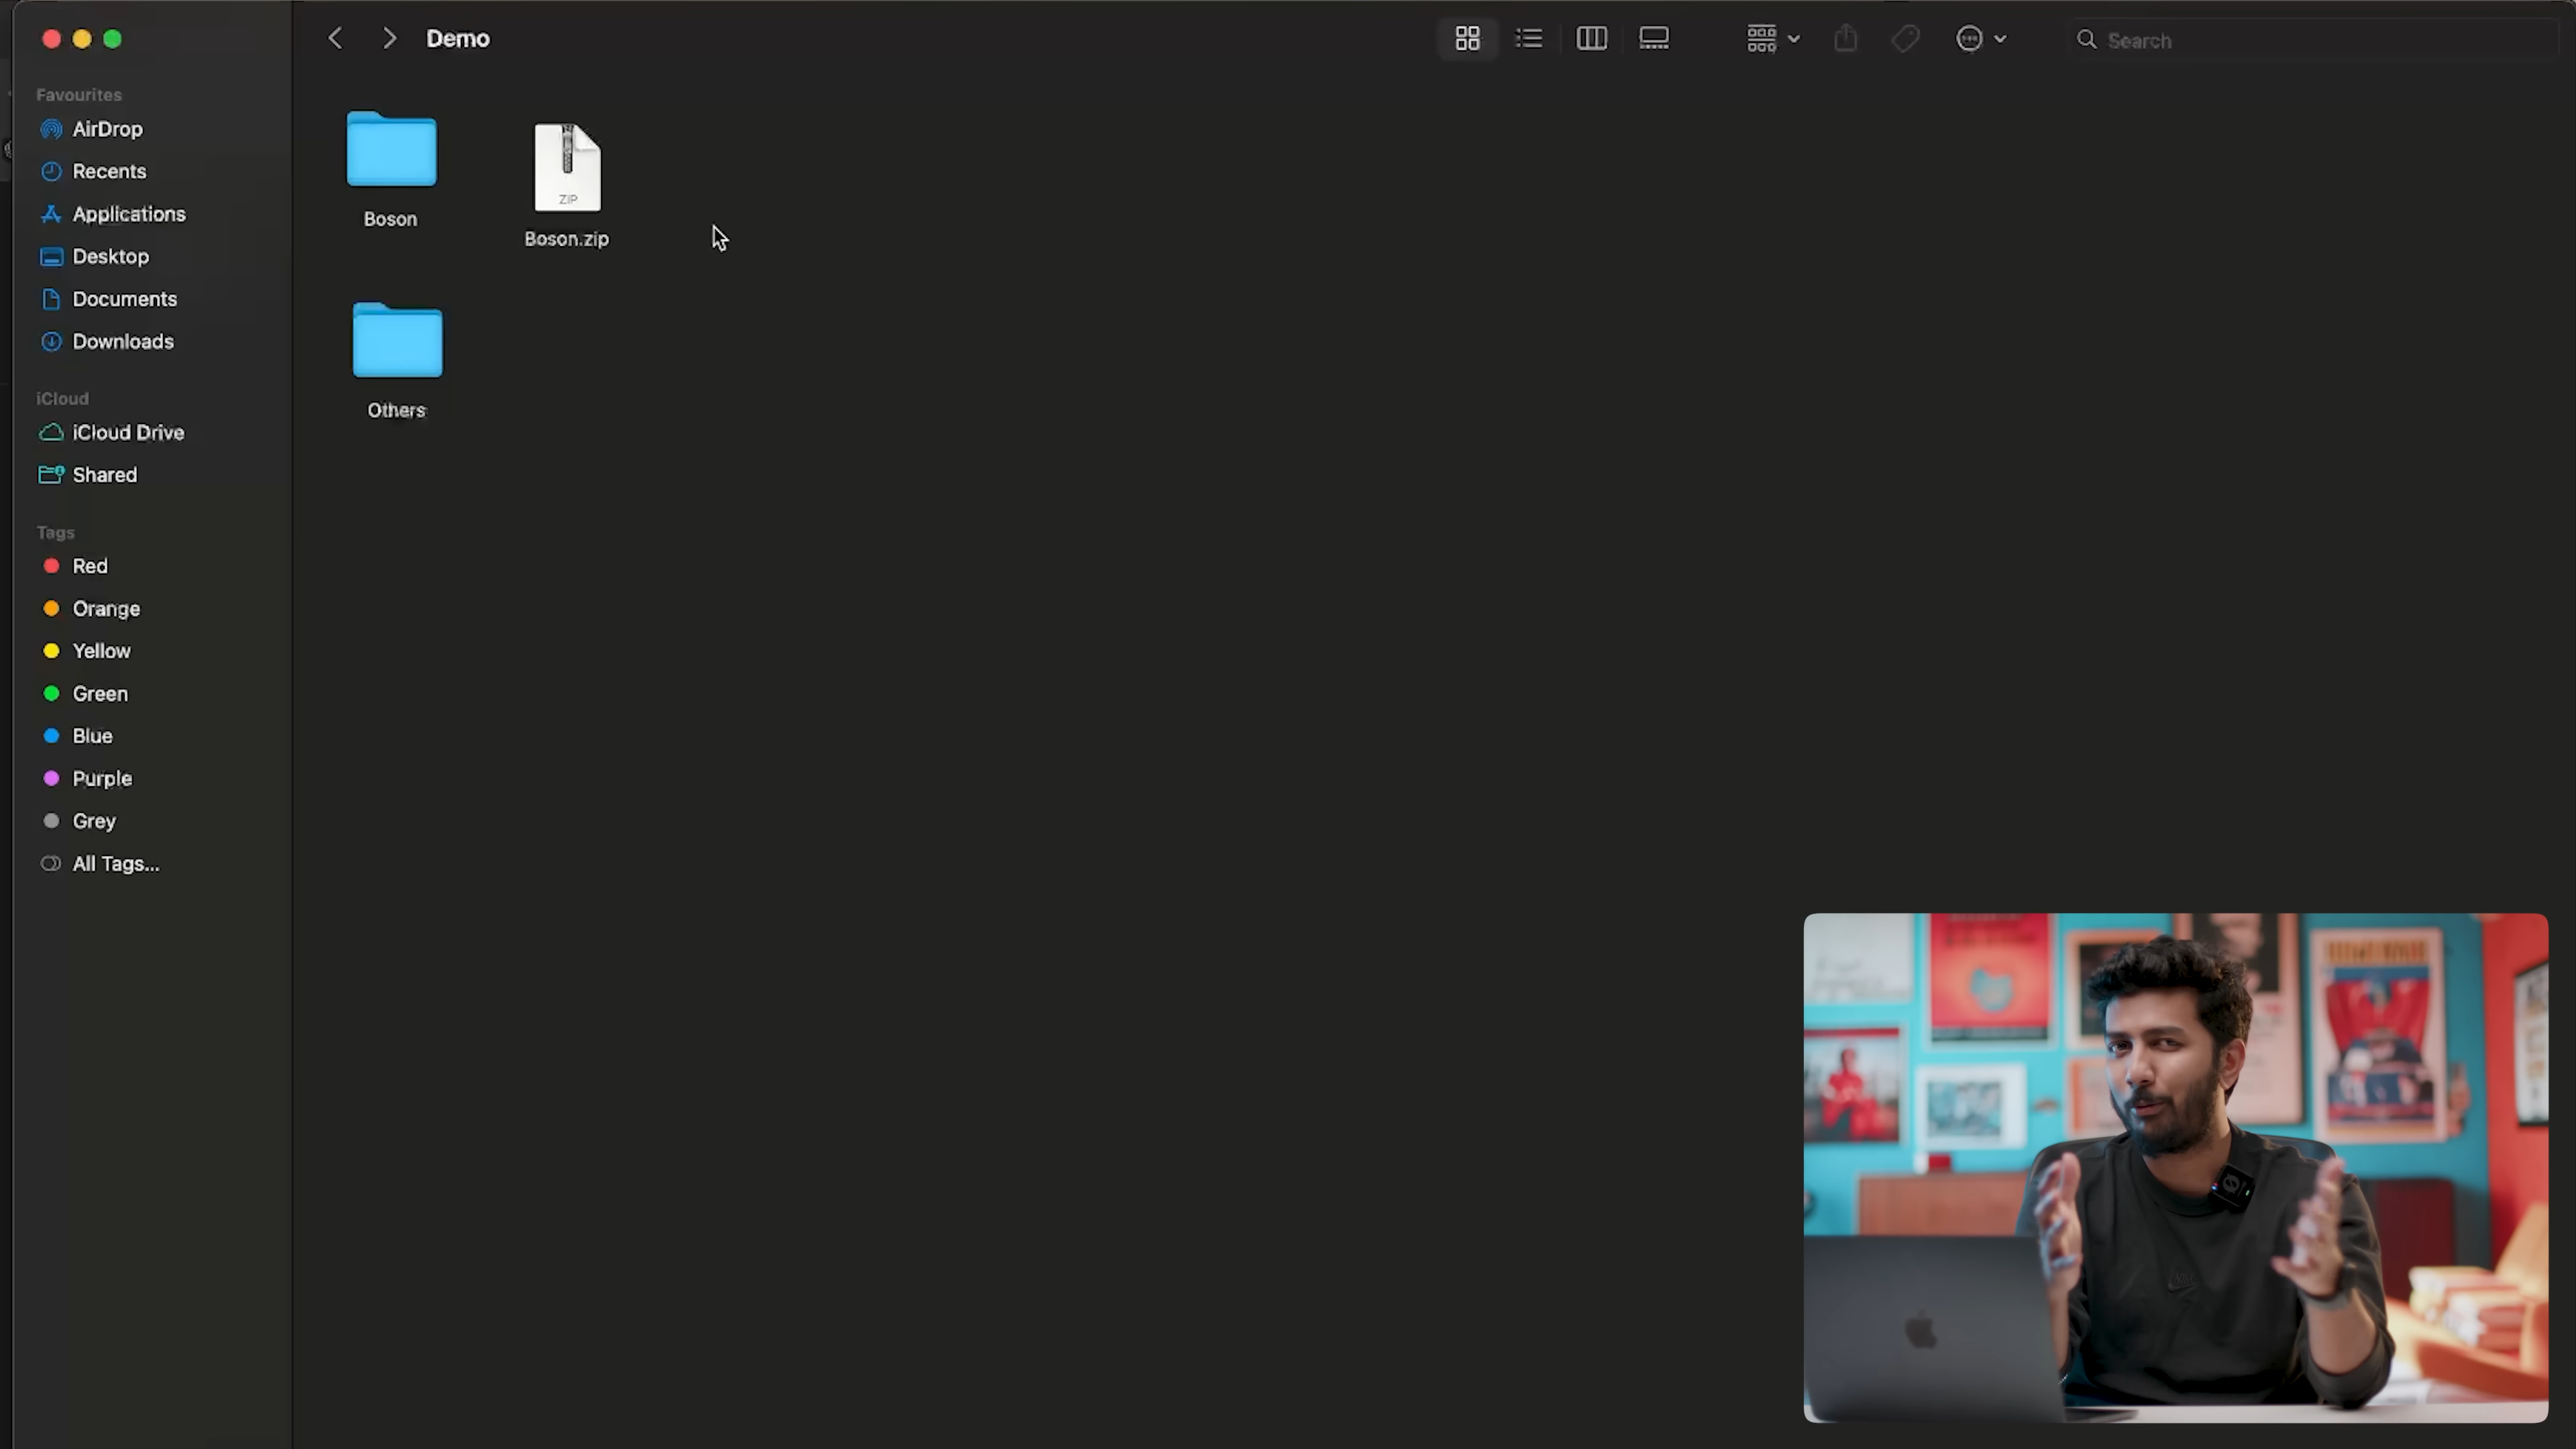 Demo
Search
Favourites
AirDrop
Recents
Applications
Desktop
Documents
Downloads
iCloud
iCloud Drive
Shared
Tags
Red
Orange
Yellow
Green
Blue
Purple
Grey
All Tags...
Boson
ZIP
Boson.zip
Others